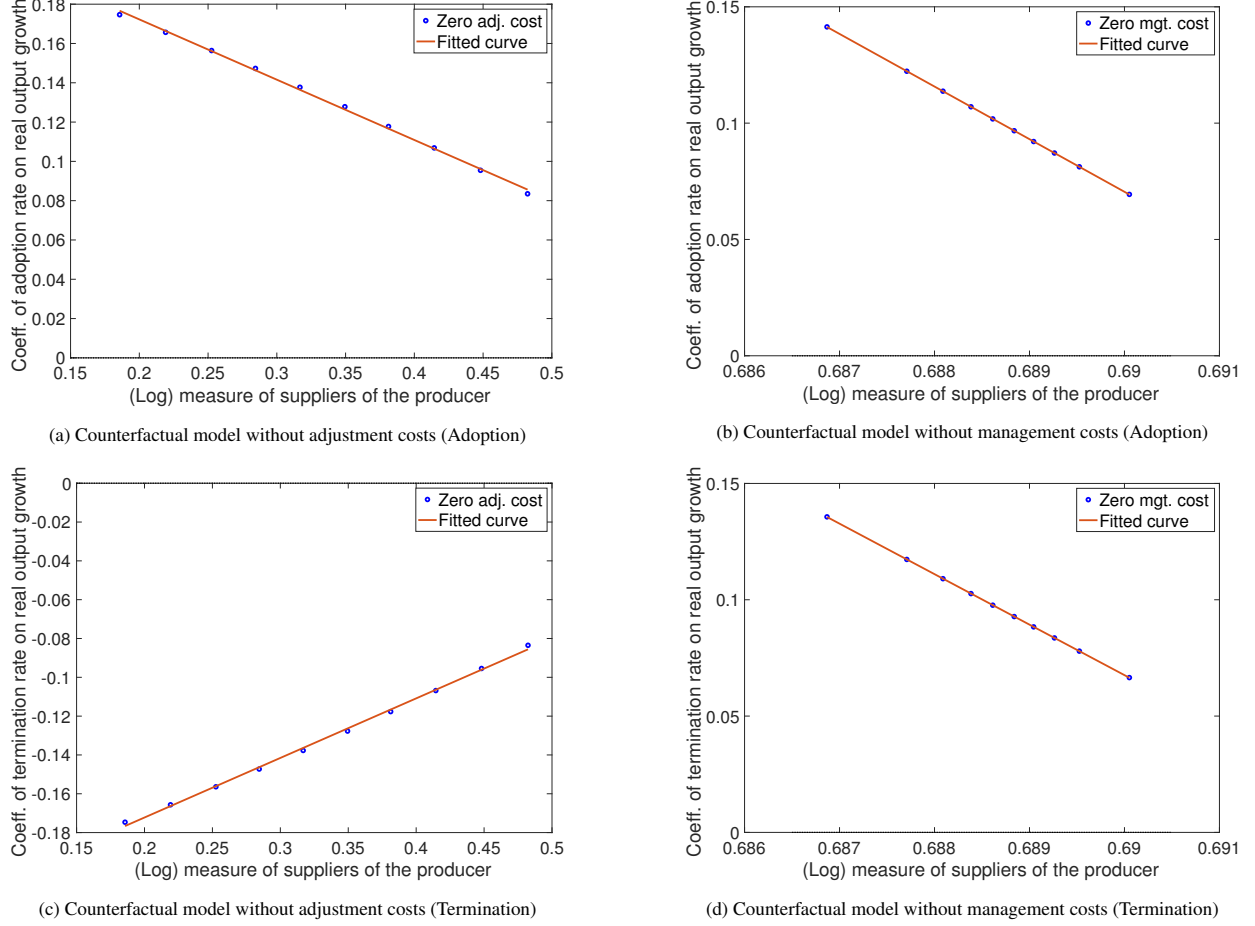 0.18
0.16
0.14
0.12
0.1
0.08
0.06
0.04
0.02
0
Coeff. of adoption rate on real output growth
Zero adj. cost
Fitted curve
0.15 0.2 0.25 0.3 0.35 0.4 0.45 0.5
(Log) measure of suppliers of the producer
(a) Counterfactual model without adjustment costs (Adoption)
0.15
0.1
0.05
0
Coeff. of adoption rate on real output growth
Zero mgt. cost
Fitted curve
0.686 0.687 0.688 0.689 0.69 0.691
(Log) measure of suppliers of the producer
(b) Counterfactual model without management costs (Adoption)
0
-0.02
-0.04
-0.06
-0.08
-0.1
-0.12
-0.14
-0.16
-0.18
Coeff. of termination rate on real output growth
Zero adj. cost
Fitted curve
0.15 0.2 0.25 0.3 0.35 0.4 0.45 0.5
(Log) measure of suppliers of the producer
(c) Counterfactual model without adjustment costs (Termination)
0.15
0.1
0.05
0
Coeff. of termination rate on real output growth
Zero mgt. cost
Fitted curve
0.686 0.687 0.688 0.689 0.69 0.691
(Log) measure of suppliers of the producer
(d) Counterfactual model without management costs (Termination)